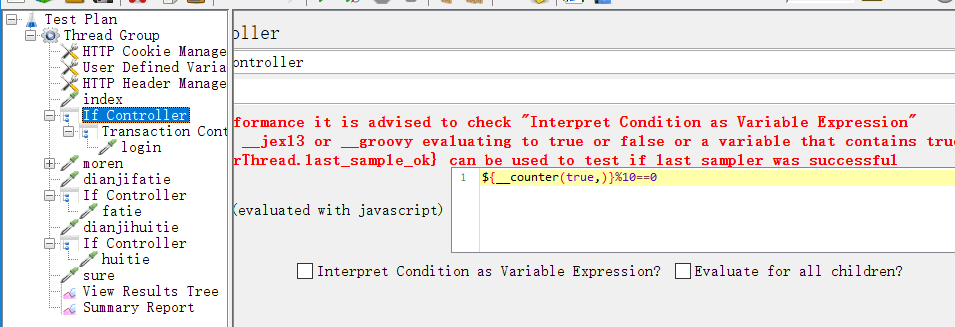 Test Plan
Thread Group
HTTP Cookie Manage
User Defined Varia
HTTP Header Manage
index
If Controller
Transaction Cont
login
moren
dianjifatie
If Controller
fatie
dianjihuitie
If Controller
huitie
sure
View Results Tree
Summary Report
oller
ontroller
formance it is advised to check "Interpret Condition as Variable Expression"
__jexl3 or __groovy evaluating to true or false or a variable that contains true
rThread.last_sample_ok} can be used to test if last sampler was successful
(evaluated with javascript)
1 ${__counter(true,)}%10==0
Interpret Condition as Variable Expression? Evaluate for all children?